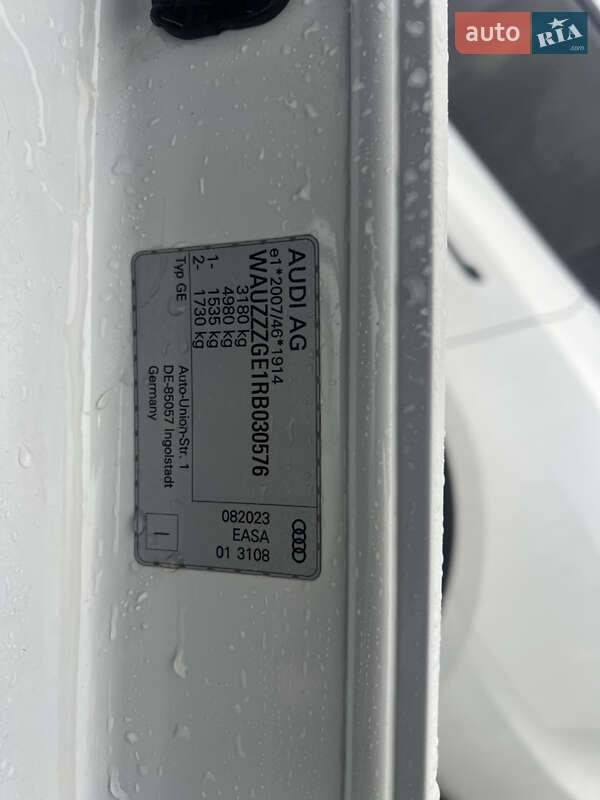 auto
RIA
.com
AUDI AG
e1*2007/46*1914
WAUZZZGE1RB030576
3180 kg
4980 kg
1- 1535 kg
2- 1730 kg
Typ GE
Auto-Union-Str. 1
DE-85057 Ingolstadt
Germany
082023
EASA
01 3108
I